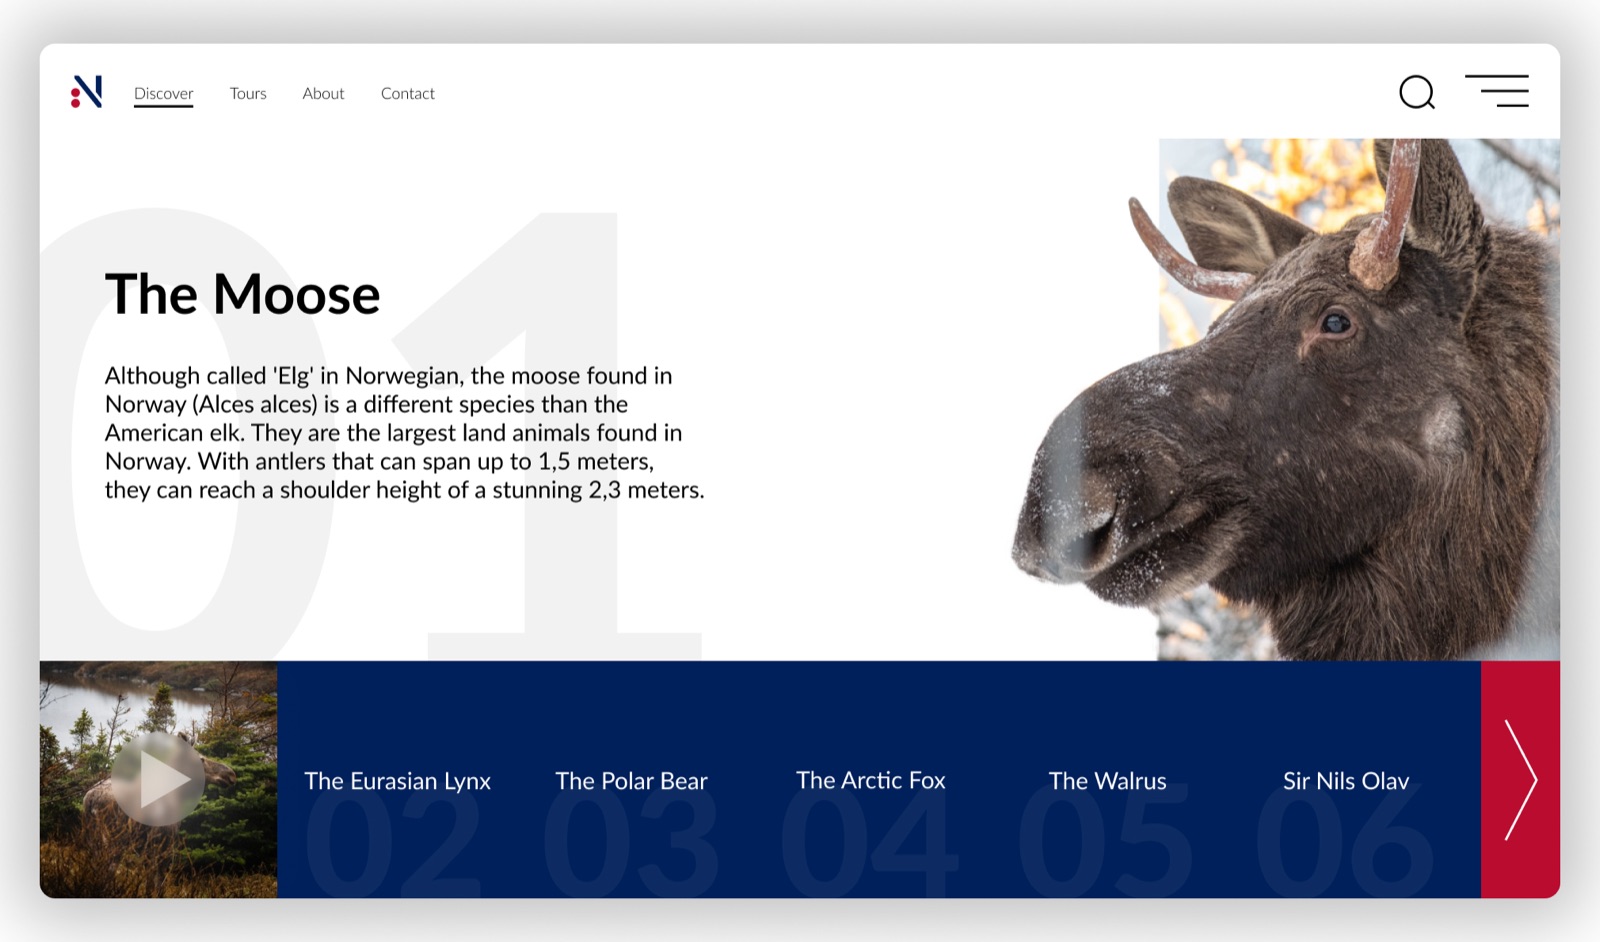 N
Discover
Tours
About
Contact
01
The Moose
Although called 'Elg' in Norwegian, the moose found in
Norway (Alces alces) is a different species than the
American elk. They are the largest land animals found in
Norway. With antlers that can span up to 1,5 meters,
they can reach a shoulder height of a stunning 2,3 meters.
The Eurasian Lynx
02
The Polar Bear
03
The Arctic Fox
04
The Walrus
05
Sir Nils Olav
06